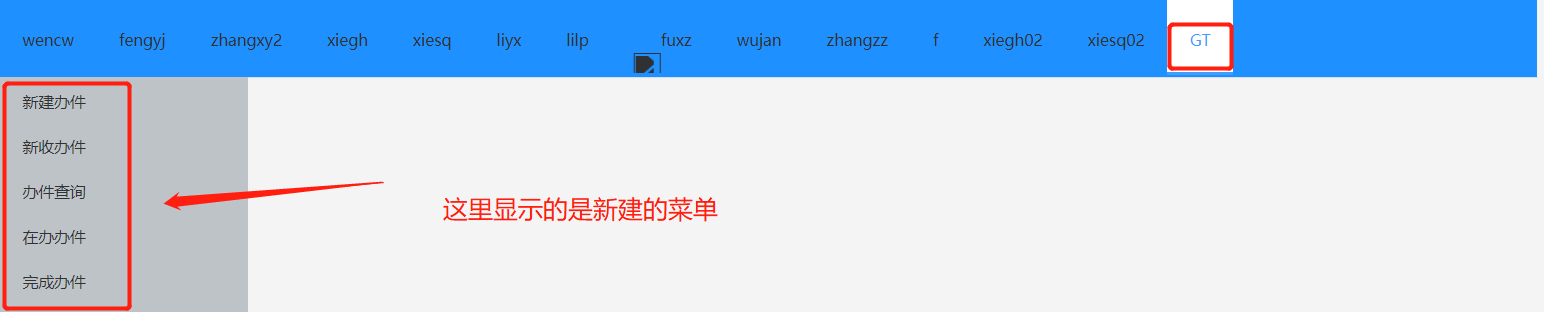 wencw fengyj zhangxy2 xiegh xiesq liyx lilp fuxz wujan zhangzz f xiegh02 xiesq02 GT
新建办件
新收办件
办件查询
这里显示的是新建的菜单
在办办件
完成办件